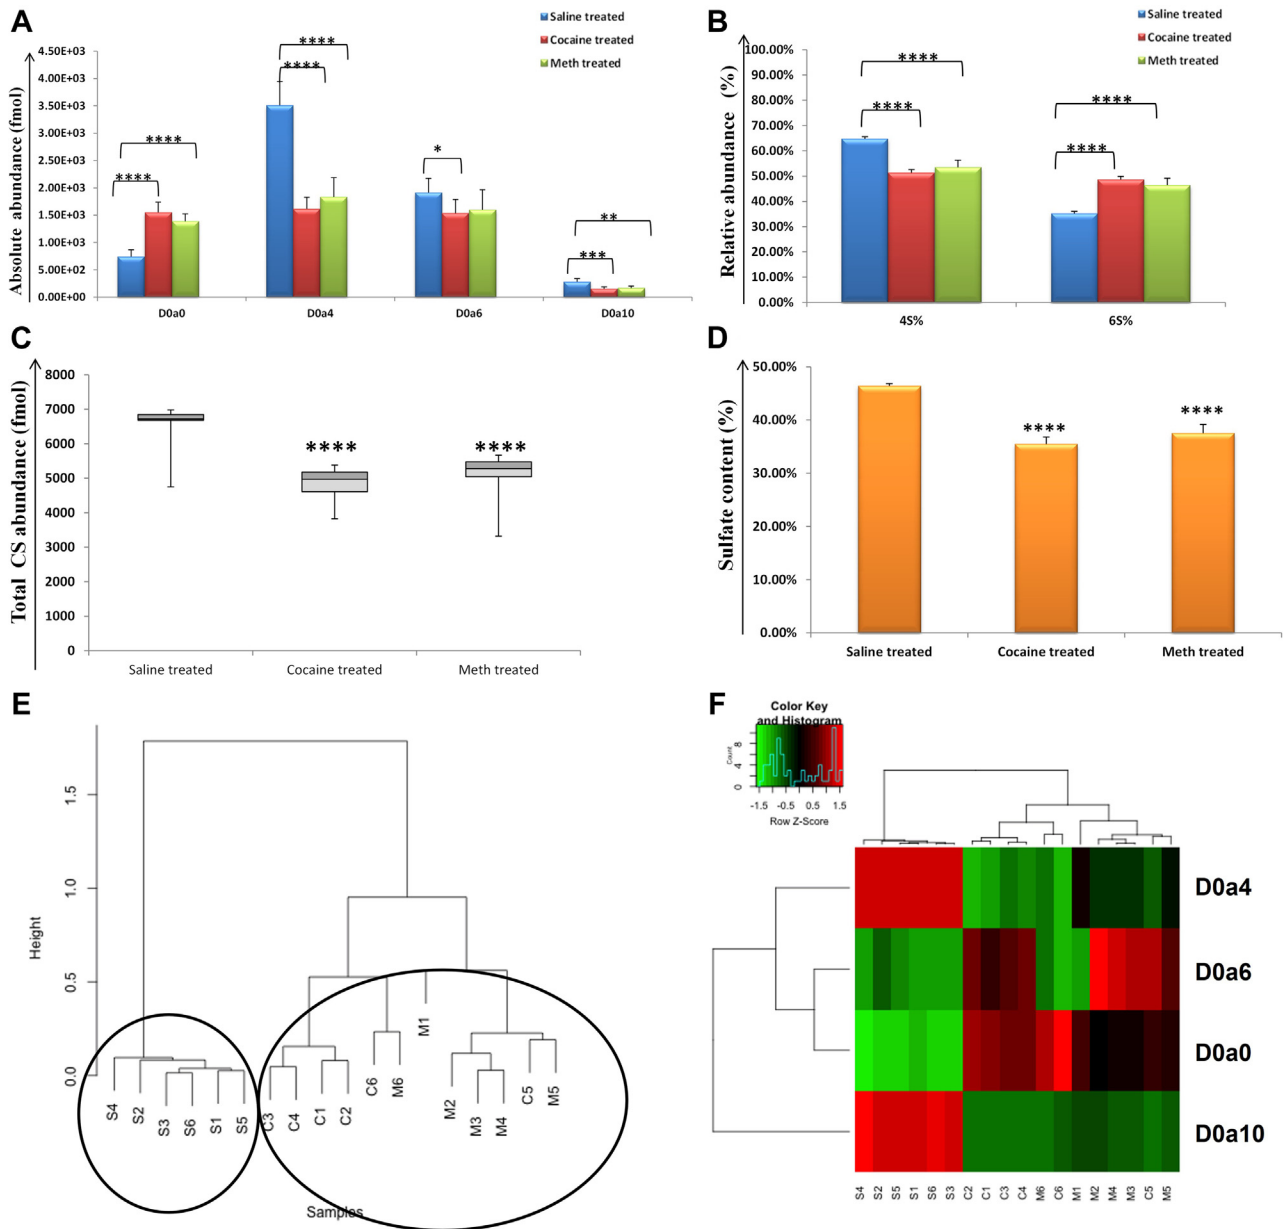 A
Saline treated
Cocaine treated
Meth treated
Absolute abundance (fmol)
4.50E+03
4.00E+03
3.50E+03
3.00E+03
2.50E+03
2.00E+03
1.50E+03
1.00E+03
5.00E+02
0.00E+00
****
****
****
****
*
**
***
D0a0
D0a4
D0a6
D0a10
B
Saline treated
Cocaine treated
Meth treated
Relative abundance (%)
100.00%
90.00%
80.00%
70.00%
60.00%
50.00%
40.00%
30.00%
20.00%
10.00%
0.00%
****
****
****
****
4S%
6S%
C
Total CS abundance (fmol)
8000
7000
6000
5000
4000
3000
2000
1000
0
****
****
Saline treated
Cocaine treated
Meth treated
D
Sulfate content (%)
50.00%
40.00%
30.00%
20.00%
10.00%
0.00%
****
****
Saline treated
Cocaine treated
Meth treated
E
Height
1.5
1.0
0.5
0.0
S4
S2
S3
S6
S1
S5
C3
C4
C1
C2
C6
M6
M1
M2
M3
M4
C5
M5
Samples
F
Color Key
and Histogram
Count
8
4
0
-1.5 -0.5 0.5 1.5
Row Z-Score
D0a4
D0a6
D0a0
D0a10
S4 S2 S5 S1 S6 S3 C2 C1 C3 C4 M6 C6 M1 M2 M4 M3 C5 M5